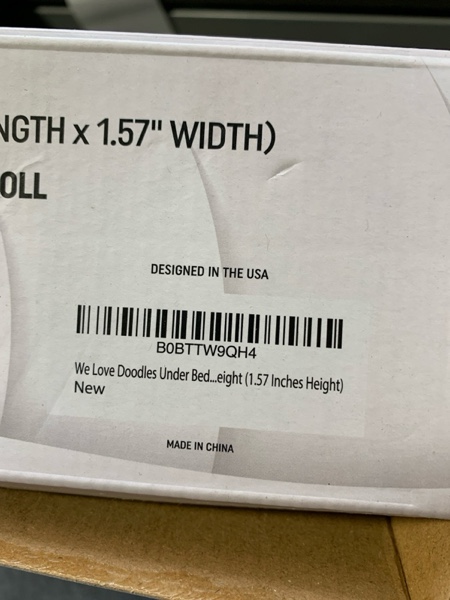 NGTH x 1.57" WIDTH)
OLL
DESIGNED IN THE USA
B0BTTW9QH4
We Love Doodles Under Bed...eight (1.57 Inches Height)
New
MADE IN CHINA